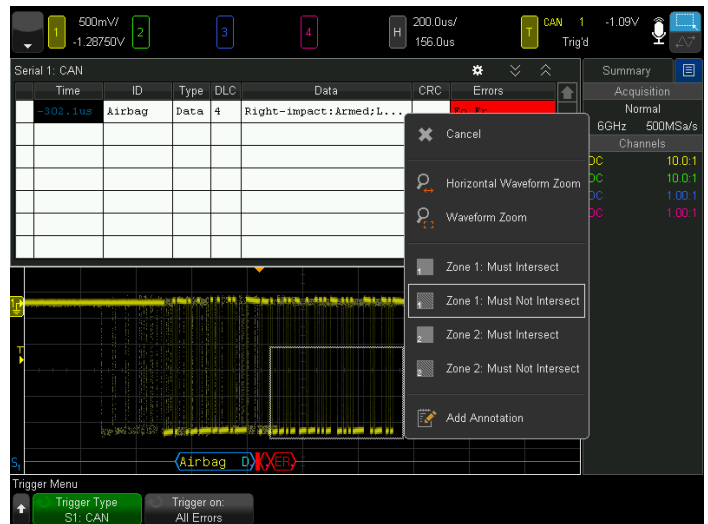 1 500mV/ 2 3 4 H 200.0us/ T CAN 1 -1.09V
-1.28750V 156.0us Trig'd
Serial 1: CAN Summary
Time ID Type DLC Data CRC Errors Acquisition
-302.1us Airbag Data 4 Right-impact:Armed;L... Fo Fr Normal
6GHz 500MSa/s
Cancel Channels
DC 10.0:1
Horizontal Waveform Zoom DC 10.0:1
DC 1.00:1
Waveform Zoom DC 1.00:1
Zone 1: Must Intersect
Zone 1: Must Not Intersect
Zone 2: Must Intersect
Zone 2: Must Not Intersect
Add Annotation
T
S1 Airbag D ER
Trigger Menu
Trigger Type Trigger on:
S1: CAN All Errors